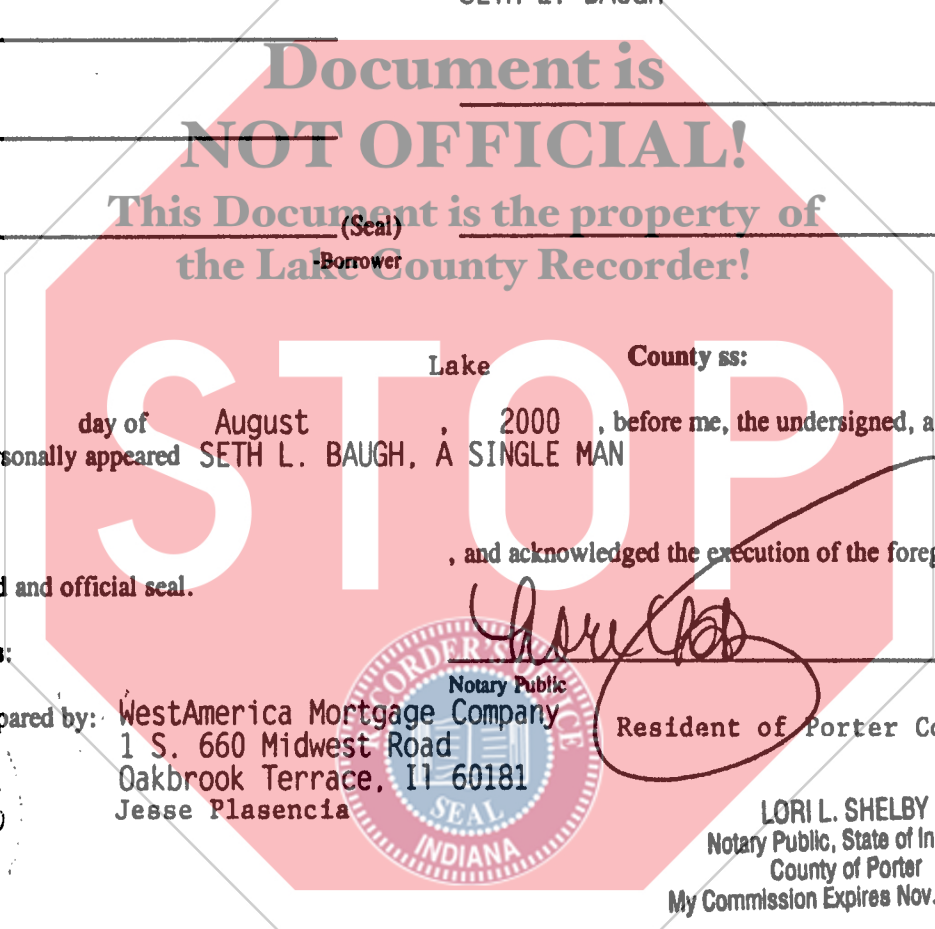 SETH L. BAUGH
Document is
NOT OFFICIAL!
This Document is the property of
(Seal)
the Lake County Recorder!
-Borrower
STOP
Lake County ss:
day of August , 2000 , before me, the undersigned, a
sonally appeared SETH L. BAUGH, A SINGLE MAN
, and acknowledged the execution of the foreg
d and official seal.
s:
Notary Public
pared by: WestAmerica Mortgage Company
Resident of Porter Co
1 S. 660 Midwest Road
Oakbrook Terrace, Il 60181
Jesse Plasencia
RECORDER'S OFFICE
SEAL
INDIANA
LORI L. SHELBY
Notary Public, State of In
County of Porter
My Commission Expires Nov.